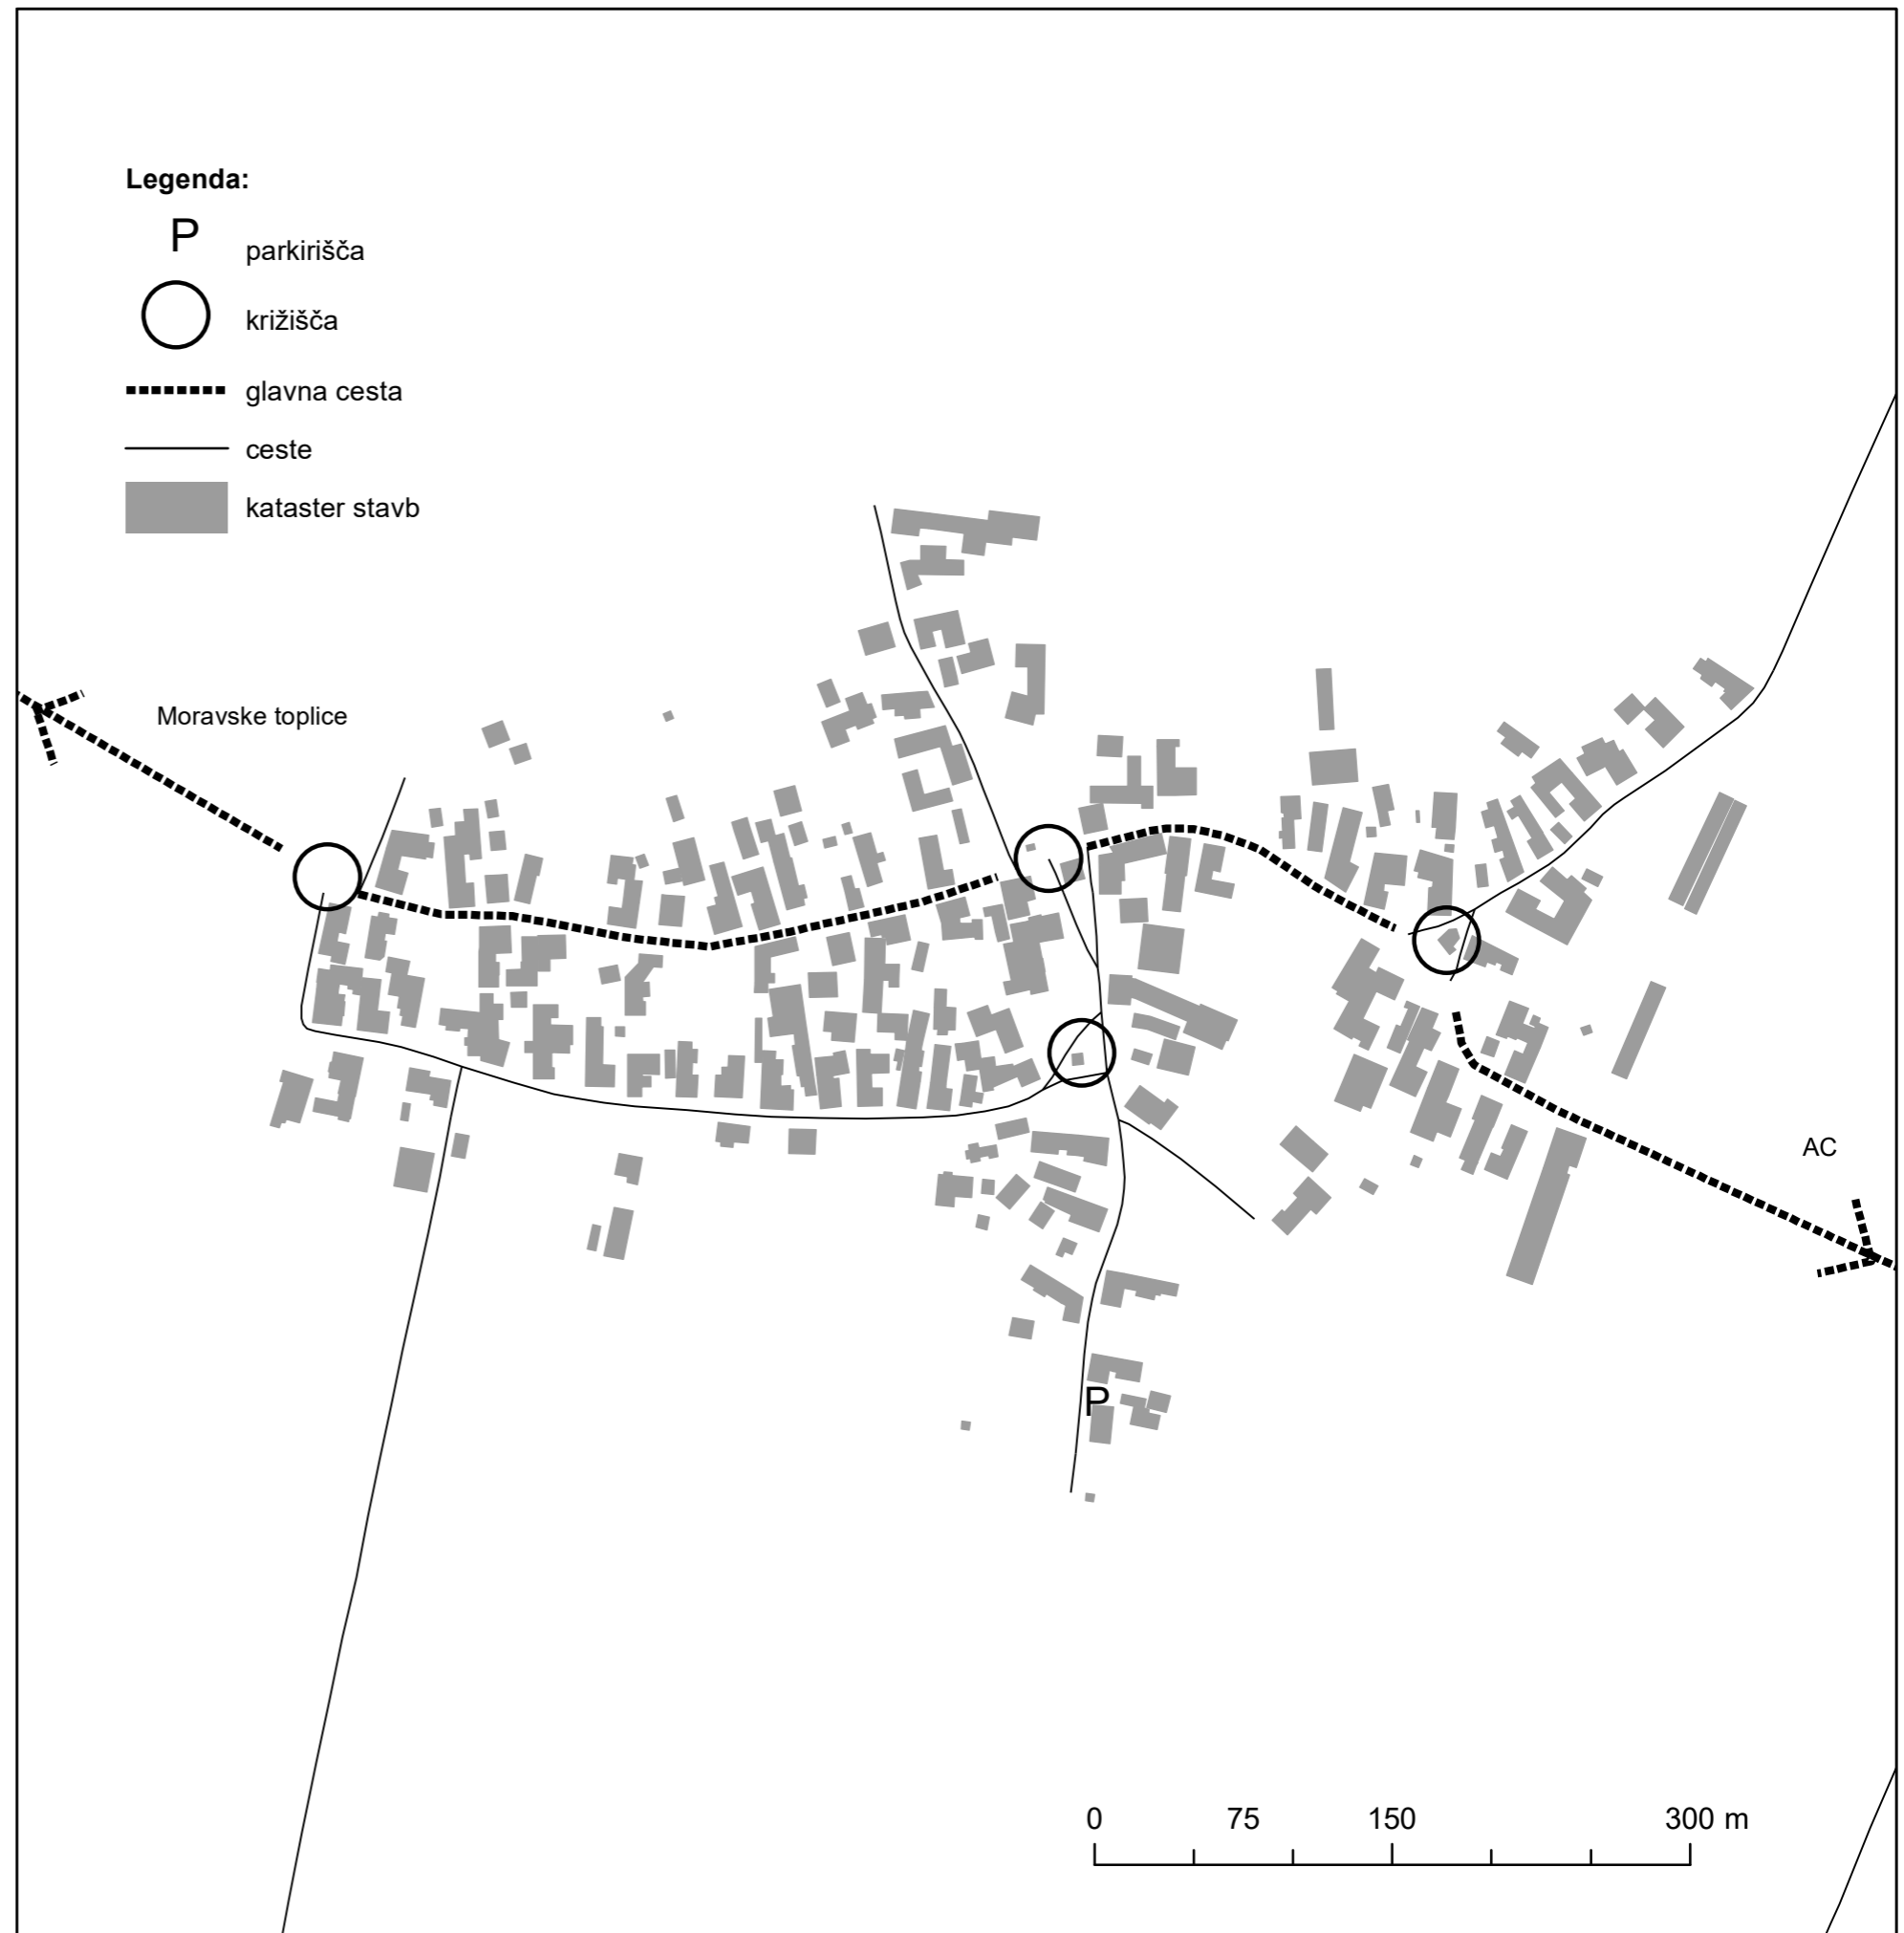 Legenda:
P
parkirišča
križišča
glavna cesta
ceste
kataster stavb
Moravske toplice
AC
P
0 75 150 300 m